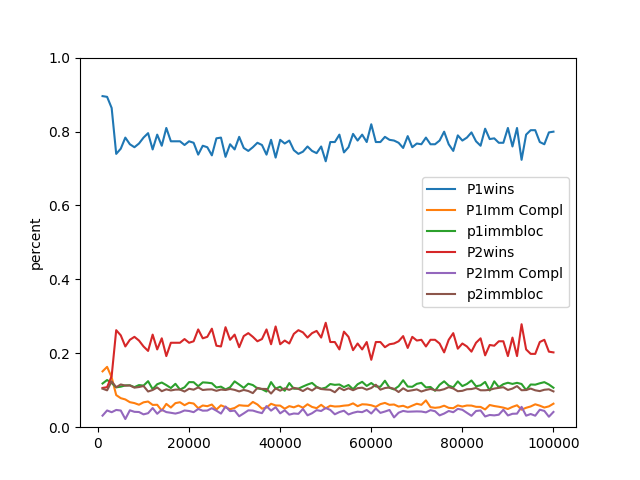 1.0
0.8
0.6
0.4
0.2
0.0
percent
P1wins
P1Imm Compl
p1immbloc
P2wins
P2Imm Compl
p2immbloc
0 20000 40000 60000 80000 100000